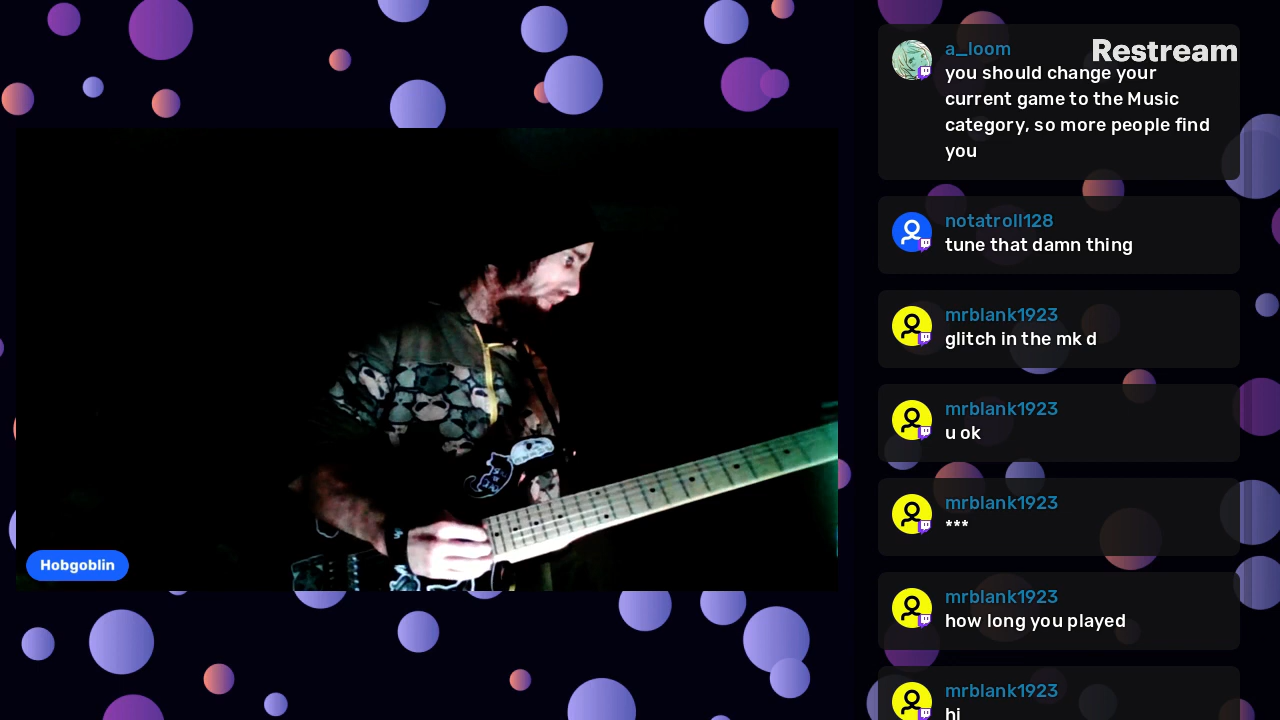 Restream
a_loom
you should change your
current game to the Music
category, so more people find
you
notatroll128
tune that damn thing
mrblank1923
glitch in the mk d
mrblank1923
u ok
mrblank1923
***
mrblank1923
how long you played
mrblank1923
hi
Hobgoblin